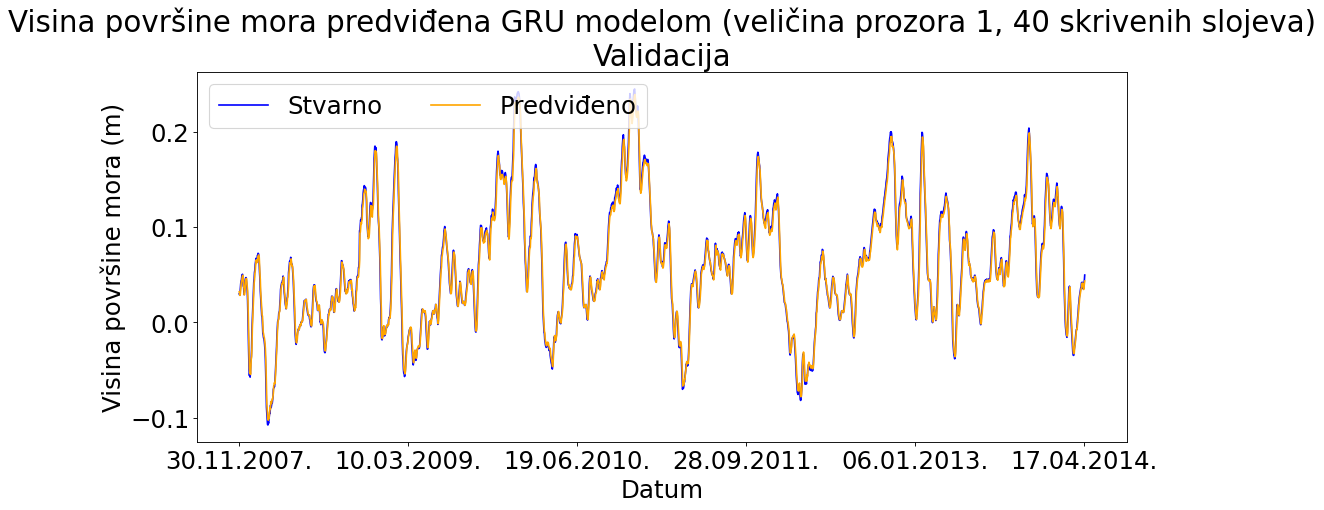 Visina površine mora predviđena GRU modelom (veličina prozora 1, 40 skrivenih slojeva)
Validacija
Stvarno Predviđeno
Visina površine mora (m)
0.2
0.1
0.0
−0.1
30.11.2007. 10.03.2009. 19.06.2010. 28.09.2011. 06.01.2013. 17.04.2014.
Datum